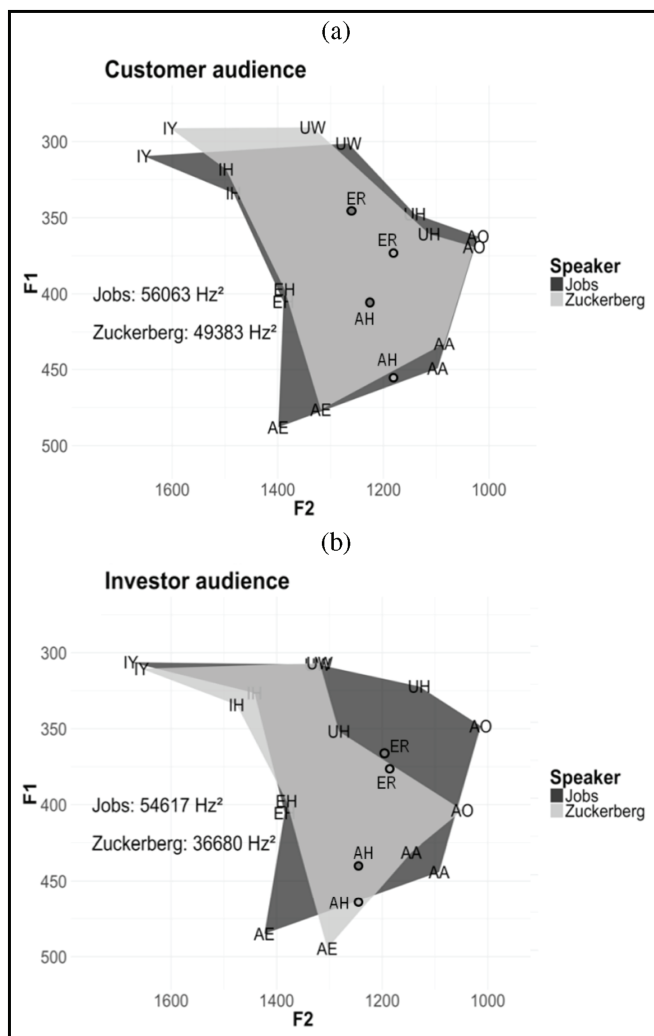 (a)
Customer audience
F1
300
350
400
450
500
IY
UW
IY
UW
IH
IH
ER
UH
UH
ER
AO
AO
EH
EH
AH
AH
AA
AA
AE
AE
Jobs: 56063 Hz²
Zuckerberg: 49383 Hz²
1600 1400 1200 1000
F2
Speaker
Jobs
Zuckerberg
(b)
Investor audience
F1
300
350
400
450
500
IY
IY
UW
UW
IH
IH
UH
UH
AO
ER
ER
EH
EH
AO
AH
AA
AA
AH
AE
AE
Jobs: 54617 Hz²
Zuckerberg: 36680 Hz²
1600 1400 1200 1000
F2
Speaker
Jobs
Zuckerberg